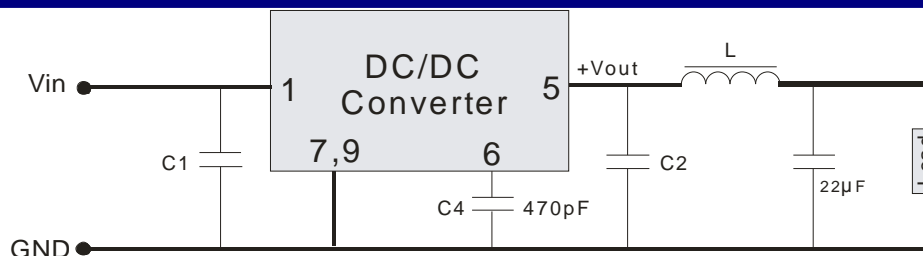 Vin
1
DC/DC
Converter
5
7,9
6
+Vout
L
C1
C4
470pF
C2
22µF
GND